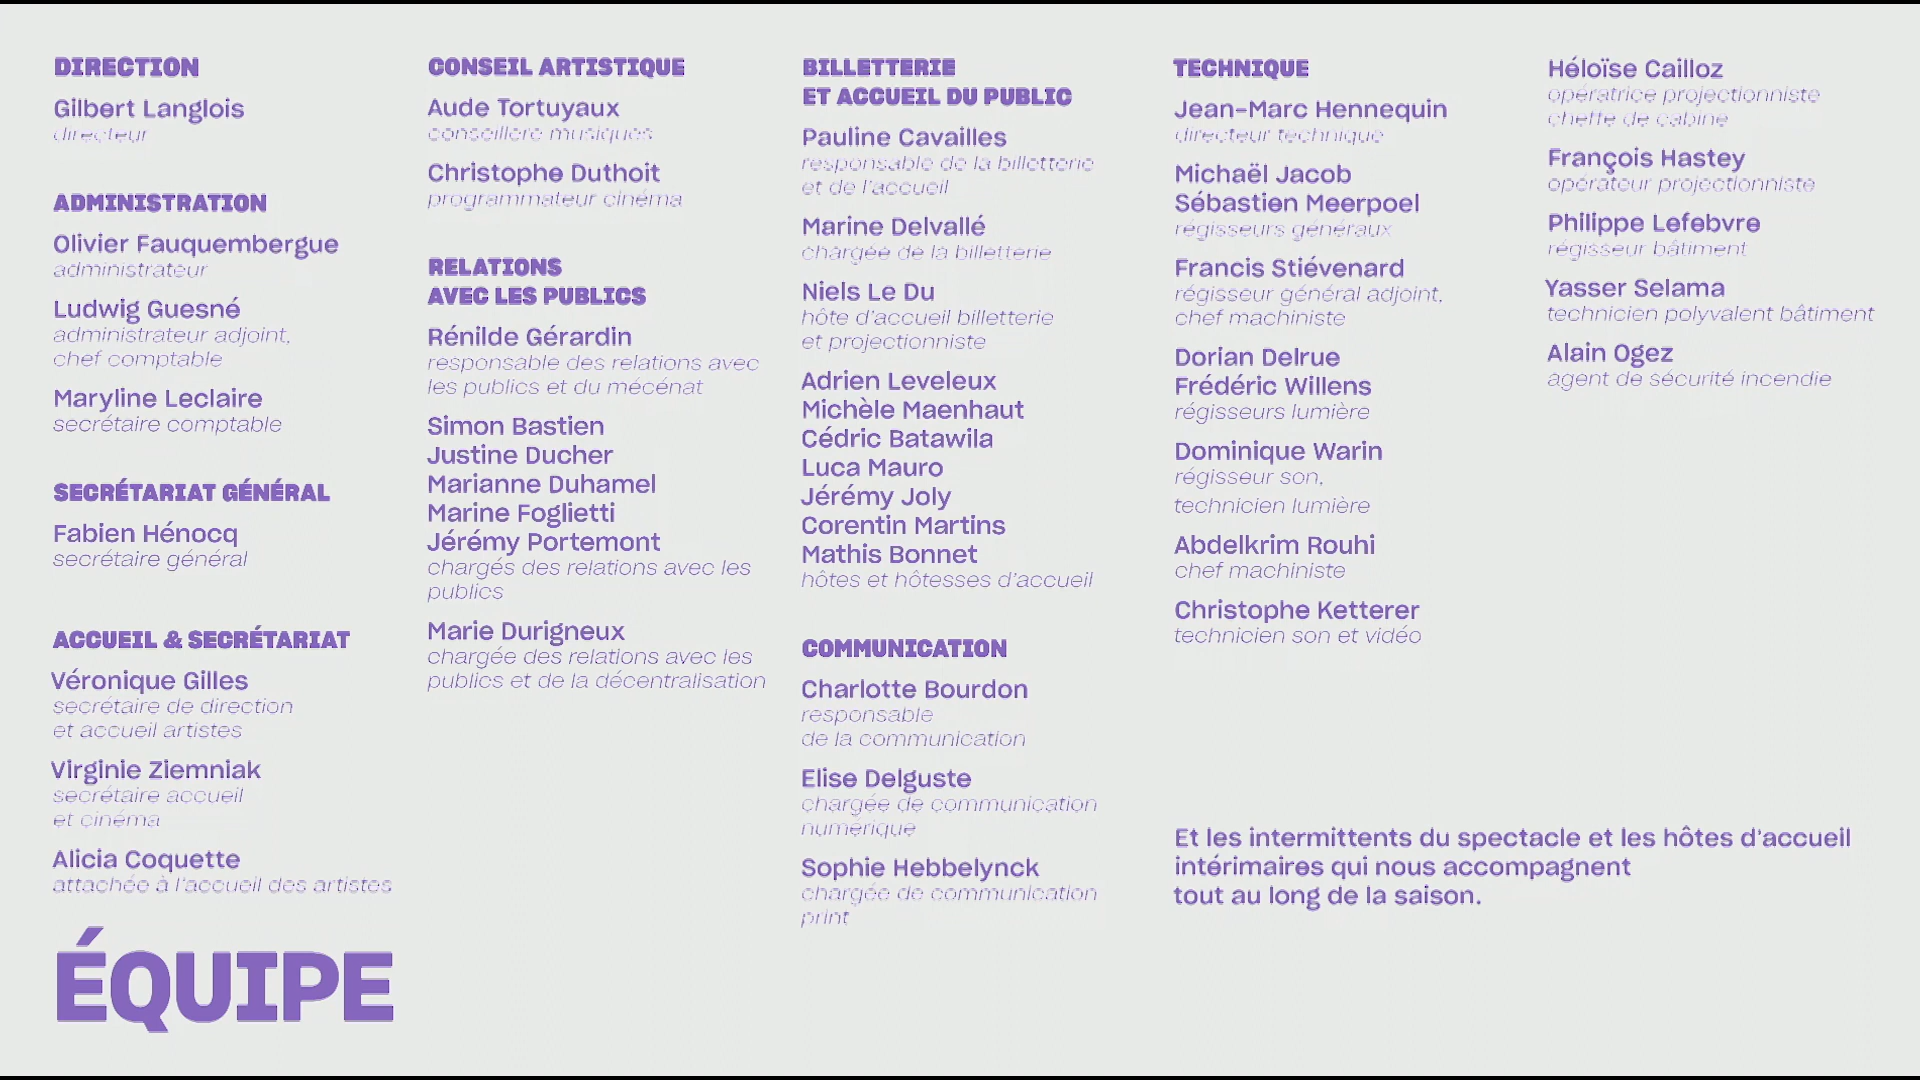 DIRECTION
Gilbert Langlois
directeur
ADMINISTRATION
Olivier Fauquembergue
administrateur
Ludwig Guesné
administrateur adjoint,
chef comptable
Maryline Leclaire
secrétaire comptable
SECRÉTARIAT GÉNÉRAL
Fabien Hénocq
secrétaire général
ACCUEIL & SECRÉTARIAT
Véronique Gilles
secrétaire de direction
et accueil artistes
Virginie Ziemniak
secrétaire accueil
et cinéma
Alicia Coquette
attachée à l'accueil des artistes
ÉQUIPE
CONSEIL ARTISTIQUE
Aude Tortuyaux
conseillère musiques
Christophe Duthoit
programmateur cinéma
RELATIONS
AVEC LES PUBLICS
Rénilde Gérardin
responsable des relations avec
les publics et du mécénat
Simon Bastien
Justine Ducher
Marianne Duhamel
Marine Foglietti
Jérémy Portemont
chargés des relations avec les
publics
Marie Durigneux
chargée des relations avec les
publics et de la décentralisation
BILLETTERIE
ET ACCUEIL DU PUBLIC
Pauline Cavailles
responsable de la billetterie
et de l'accueil
Marine Delvallé
chargée de la billetterie
Niels Le Du
hôte d'accueil billetterie
et projectionniste
Adrien Leveleux
Michèle Maenhaut
Cédric Batawila
Luca Mauro
Jérémy Joly
Corentin Martins
Mathis Bonnet
hôtes et hôtesses d'accueil
COMMUNICATION
Charlotte Bourdon
responsable
de la communication
Elise Delguste
chargée de communication
numérique
Sophie Hebbelynck
chargée de communication
print
TECHNIQUE
Jean-Marc Hennequin
directeur technique
Michaël Jacob
Sébastien Meerpoel
régisseurs généraux
Francis Stiévenard
régisseur général adjoint,
chef machiniste
Dorian Delrue
Frédéric Willens
régisseurs lumière
Dominique Warin
régisseur son,
technicien lumière
Abdelkrim Rouhi
chef machiniste
Christophe Ketterer
technicien son et vidéo
Héloïse Cailloz
opératrice projectionniste
cheffe de cabine
François Hastey
opérateur projectionniste
Philippe Lefebvre
régisseur bâtiment
Yasser Selama
technicien polyvalent bâtiment
Alain Ogez
agent de sécurité incendie
Et les intermittents du spectacle et les hôtes d'accueil
intérimaires qui nous accompagnent
tout au long de la saison.